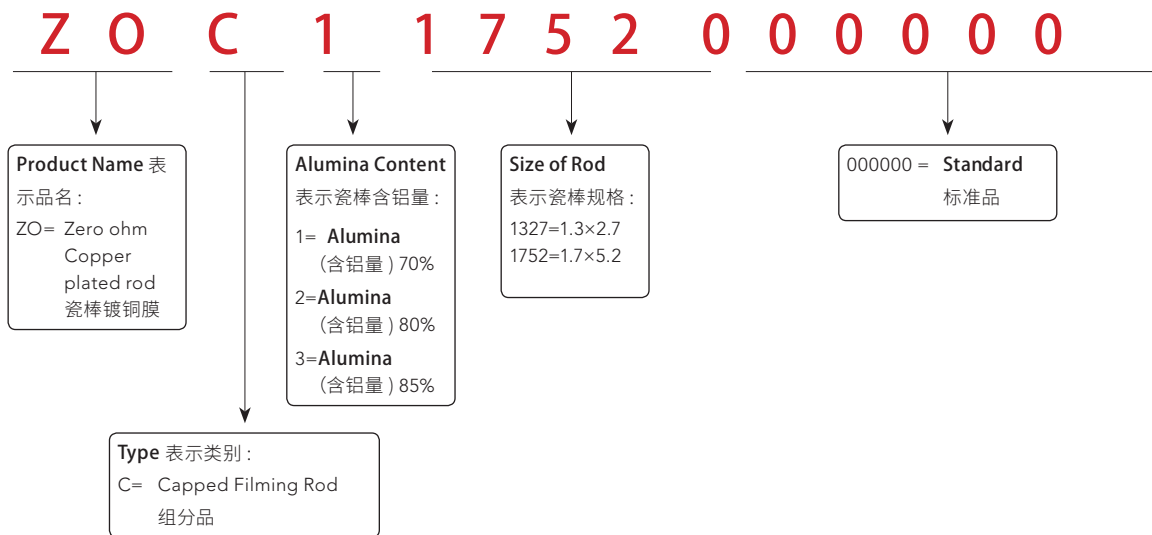 Z O C 1 1 7 5 2 0 0 0 0 0 0
Product Name 表
示品名 :
ZO= Zero ohm
Copper
plated rod
瓷棒镀铜膜
Alumina Content
表示瓷棒含铝量 :
1= Alumina
(含铝量 ) 70%
2=Alumina
(含铝量 ) 80%
3=Alumina
(含铝量 ) 85%
Size of Rod
表示瓷棒规格 :
1327=1.3×2.7
1752=1.7×5.2
000000 = Standard
标准品
Type 表示类别 :
C= Capped Filming Rod
组分品